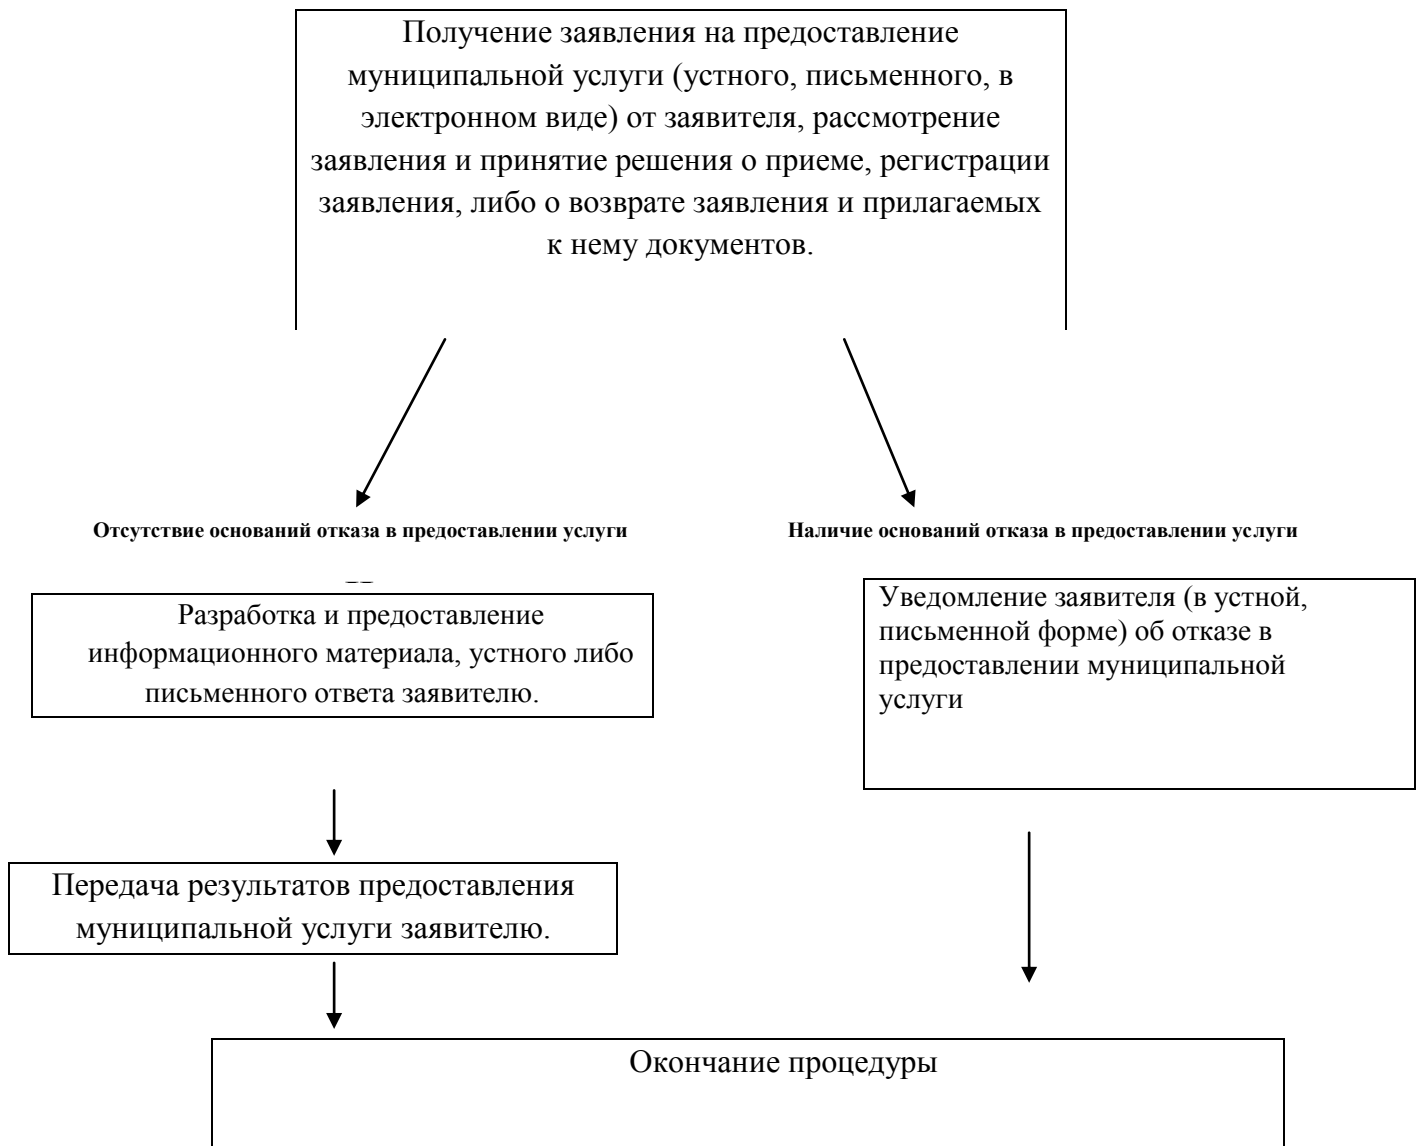 Получение заявления на предоставление
муниципальной услуги (устного, письменного, в
электронном виде) от заявителя, рассмотрение
заявления и принятие решения о приеме, регистрации
заявления, либо о возврате заявления и прилагаемых
к нему документов.
Отсутствие оснований отказа в предоставлении услуги
Наличие оснований отказа в предоставлении услуги
Разработка и предоставление
информационного материала, устного либо
письменного ответа заявителю.
Уведомление заявителя (в устной,
письменной форме) об отказе в
предоставлении муниципальной
услуги
Передача результатов предоставления
муниципальной услуги заявителю.
Окончание процедуры